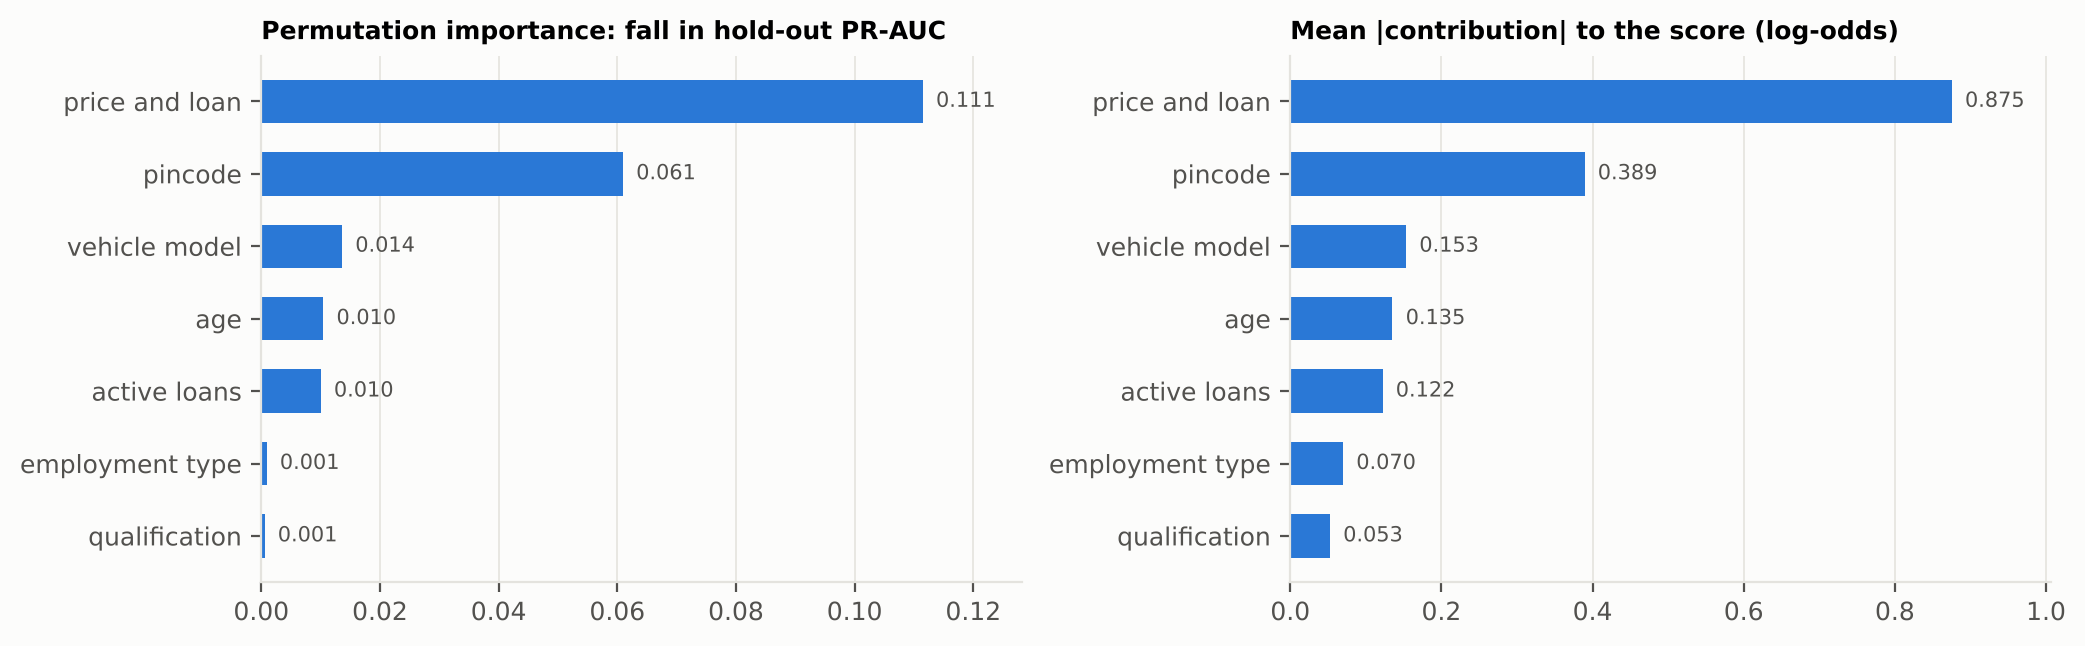 Permutation importance: fall in hold-out PR-AUC
price and loan 0.111
pincode 0.061
vehicle model 0.014
age 0.010
active loans 0.010
employment type 0.001
qualification 0.001
0.00 0.02 0.04 0.06 0.08 0.10 0.12
Mean |contribution| to the score (log-odds)
price and loan 0.875
pincode 0.389
vehicle model 0.153
age 0.135
active loans 0.122
employment type 0.070
qualification 0.053
0.0 0.2 0.4 0.6 0.8 1.0